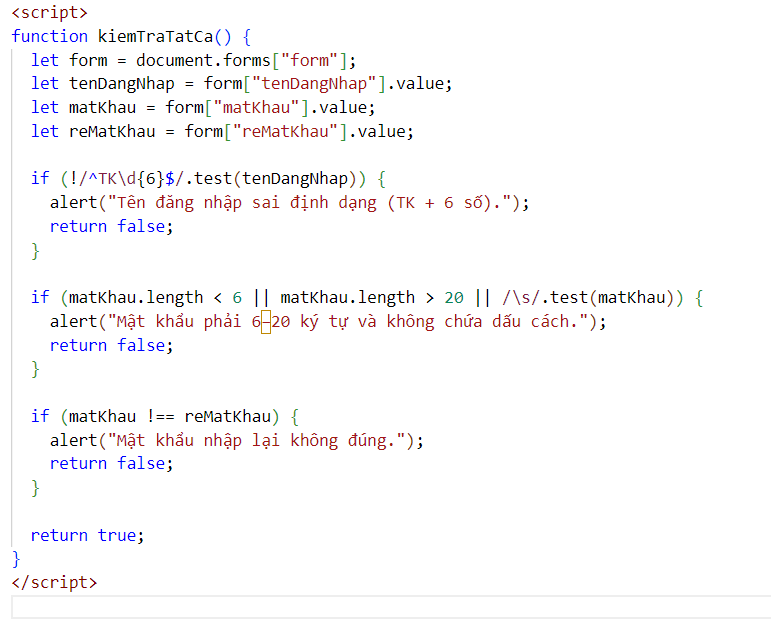 <script>
function kiemTraTatCa() {
  let form = document.forms["form"];
  let tenDangNhap = form["tenDangNhap"].value;
  let matKhau = form["matKhau"].value;
  let reMatKhau = form["reMatKhau"].value;

  if (!/^TK\d{6}$/.test(tenDangNhap)) {
    alert("Tên đăng nhập sai định dạng (TK + 6 số).");
    return false;
  }

  if (matKhau.length < 6 || matKhau.length > 20 || /\s/.test(matKhau)) {
    alert("Mật khẩu phải 6–20 ký tự và không chứa dấu cách.");
    return false;
  }

  if (matKhau !== reMatKhau) {
    alert("Mật khẩu nhập lại không đúng.");
    return false;
  }

  return true;
}
</script>